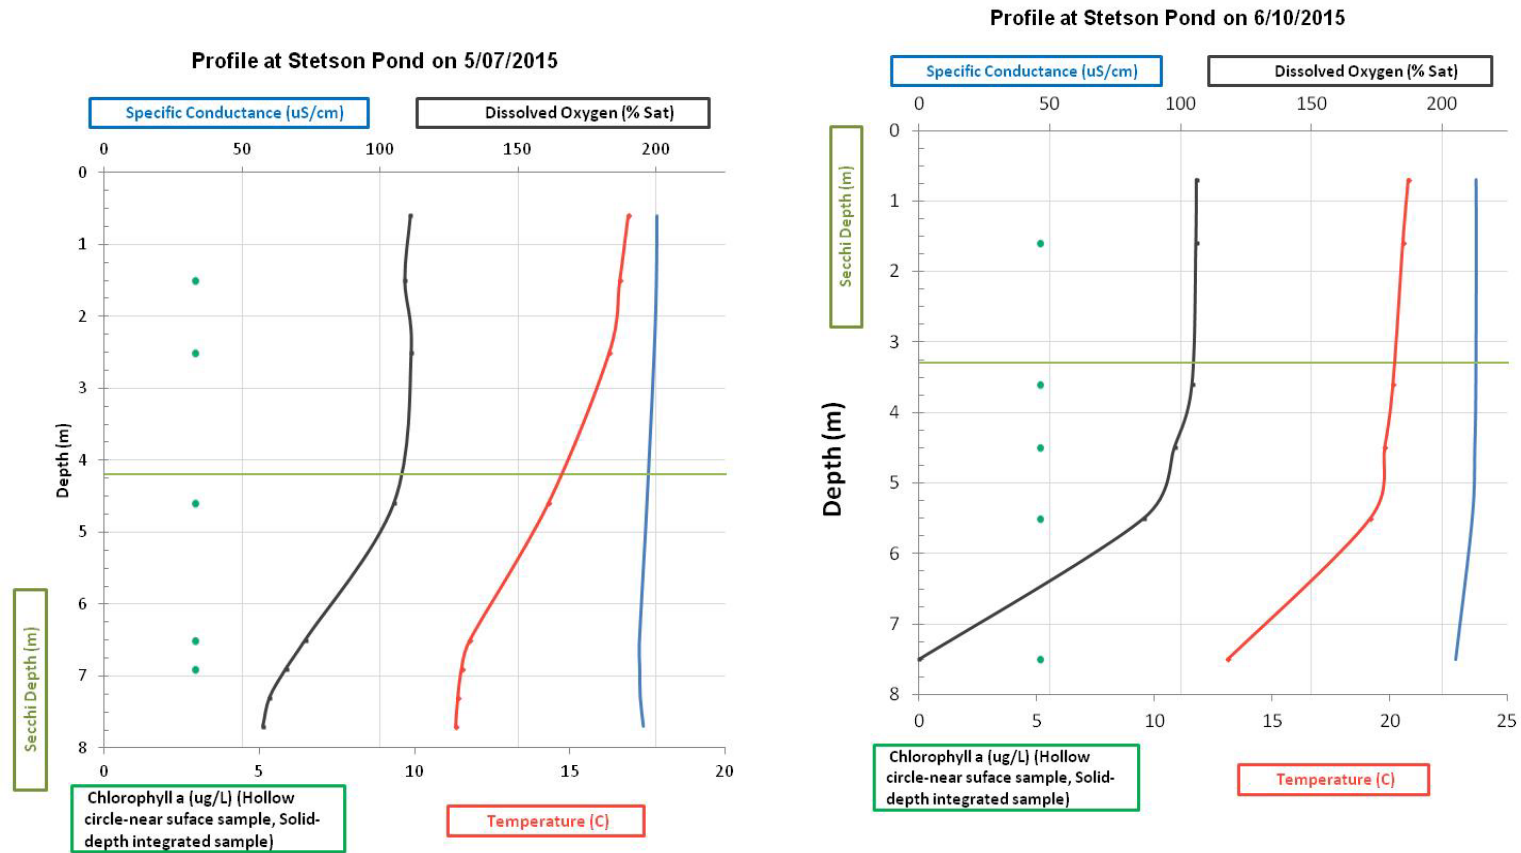 Profile at Stetson Pond on 5/07/2015
Specific Conductance (uS/cm)
Dissolved Oxygen (% Sat)
0 50 100 150 200
0
1
2
3
4
5
6
7
8
Depth (m)
Secchi Depth (m)
0 5 10 15 20
Chlorophyll a (ug/L) (Hollow
circle-near suface sample, Solid-
depth integrated sample)
Temperature (C)
Profile at Stetson Pond on 6/10/2015
Specific Conductance (uS/cm)
Dissolved Oxygen (% Sat)
0 50 100 150 200
0
1
2
3
4
5
6
7
8
Secchi Depth (m)
Depth (m)
0 5 10 15 20 25
Chlorophyll a (ug/L) (Hollow
circle-near suface sample, Solid-
depth integrated sample)
Temperature (C)